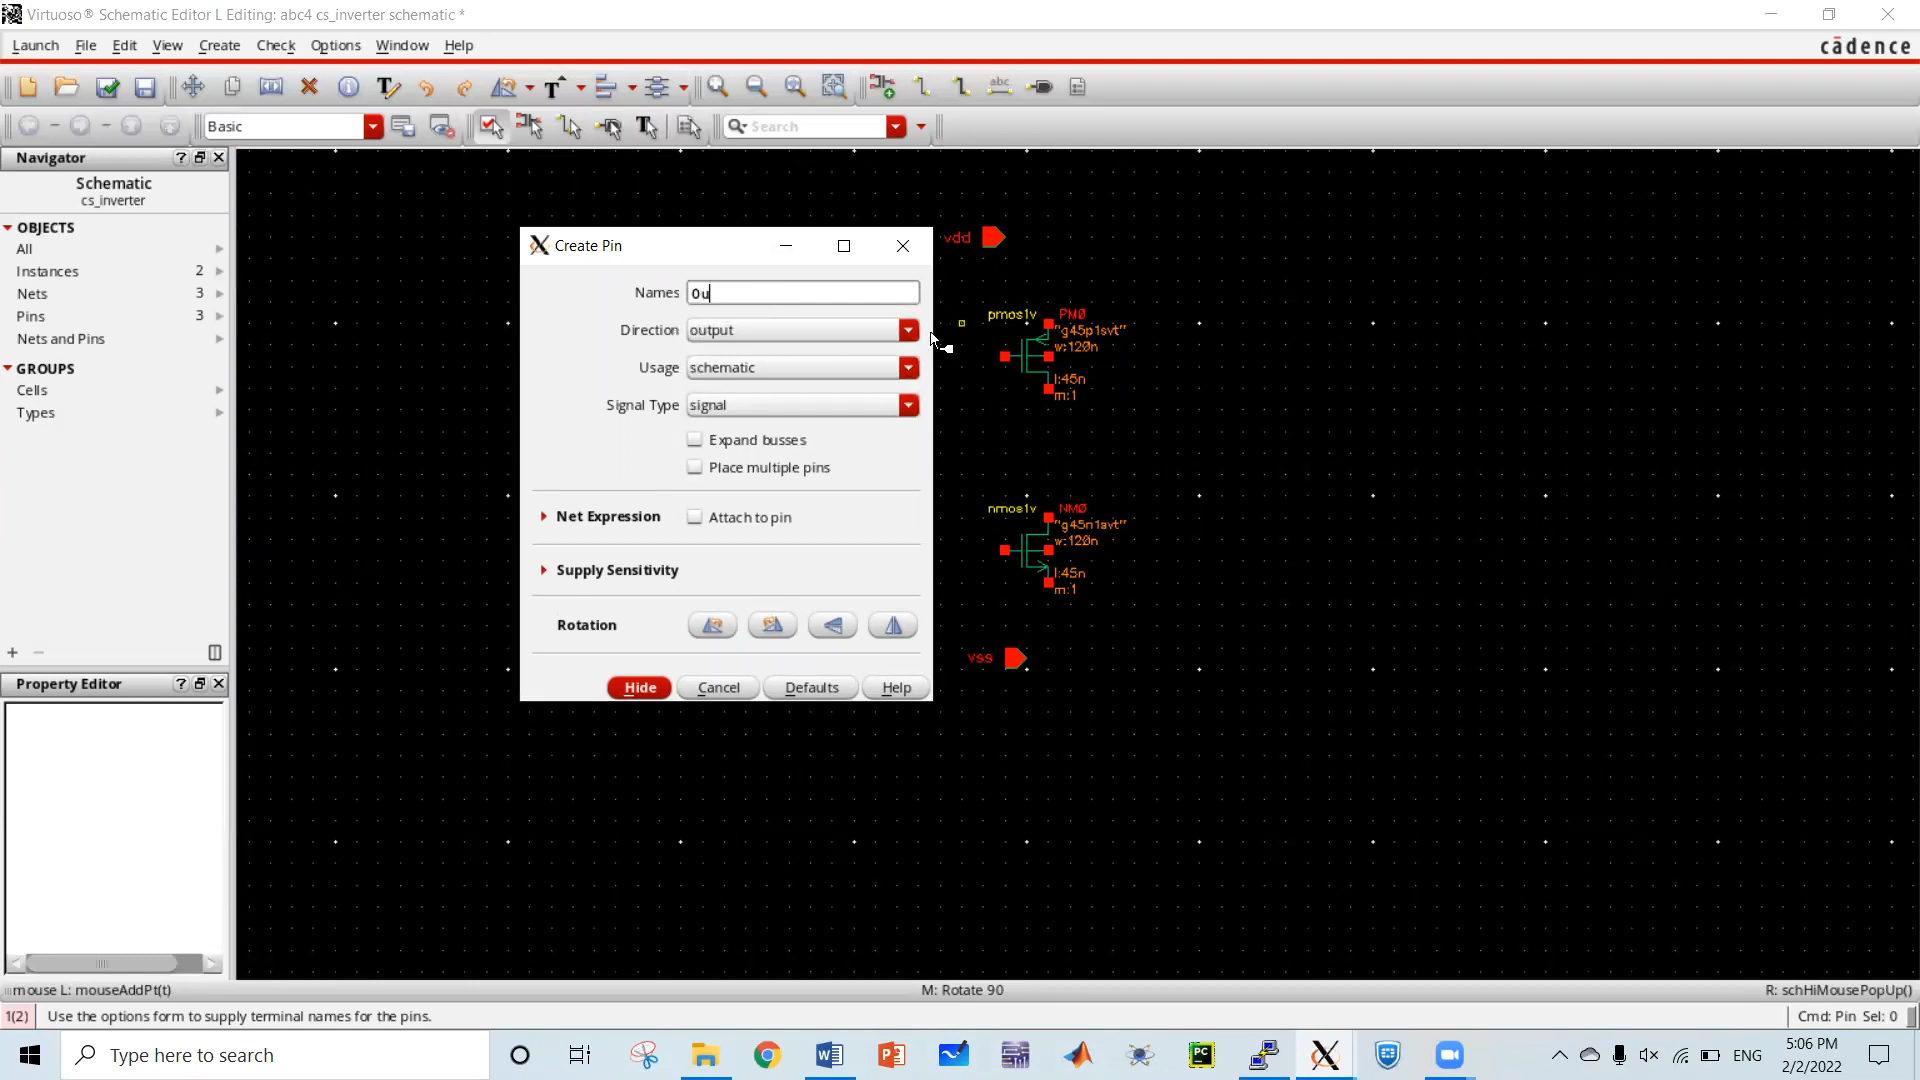 Virtuoso® Schematic Editor L Editing: abc4 cs_inverter schematic *
Launch File Edit View Create Check Options Window Help
cādence
abc
Basic
Search
Navigator
Schematic
cs_inverter
OBJECTS
All
Instances 2
Nets 3
Pins 3
Nets and Pins
GROUPS
Cells
Types
Property Editor
Create Pin
Names Ou
Direction output
Usage schematic
Signal Type signal
Expand busses
Place multiple pins
Net Expression Attach to pin
Supply Sensitivity
Rotation
Hide Cancel Defaults Help
vdd
pmos1v PM0
"g45p1svt"
w:120n
l:45n
m:1
nmos1v NM0
"g45n1svt"
w:120n
l:45n
m:1
vss
mouse L: mouseAddPt(t) M: Rotate 90 R: schHiMousePopUp()
1(2) Use the options form to supply terminal names for the pins. Cmd: Pin Sel: 0
Type here to search
ENG
5:06 PM
2/2/2022